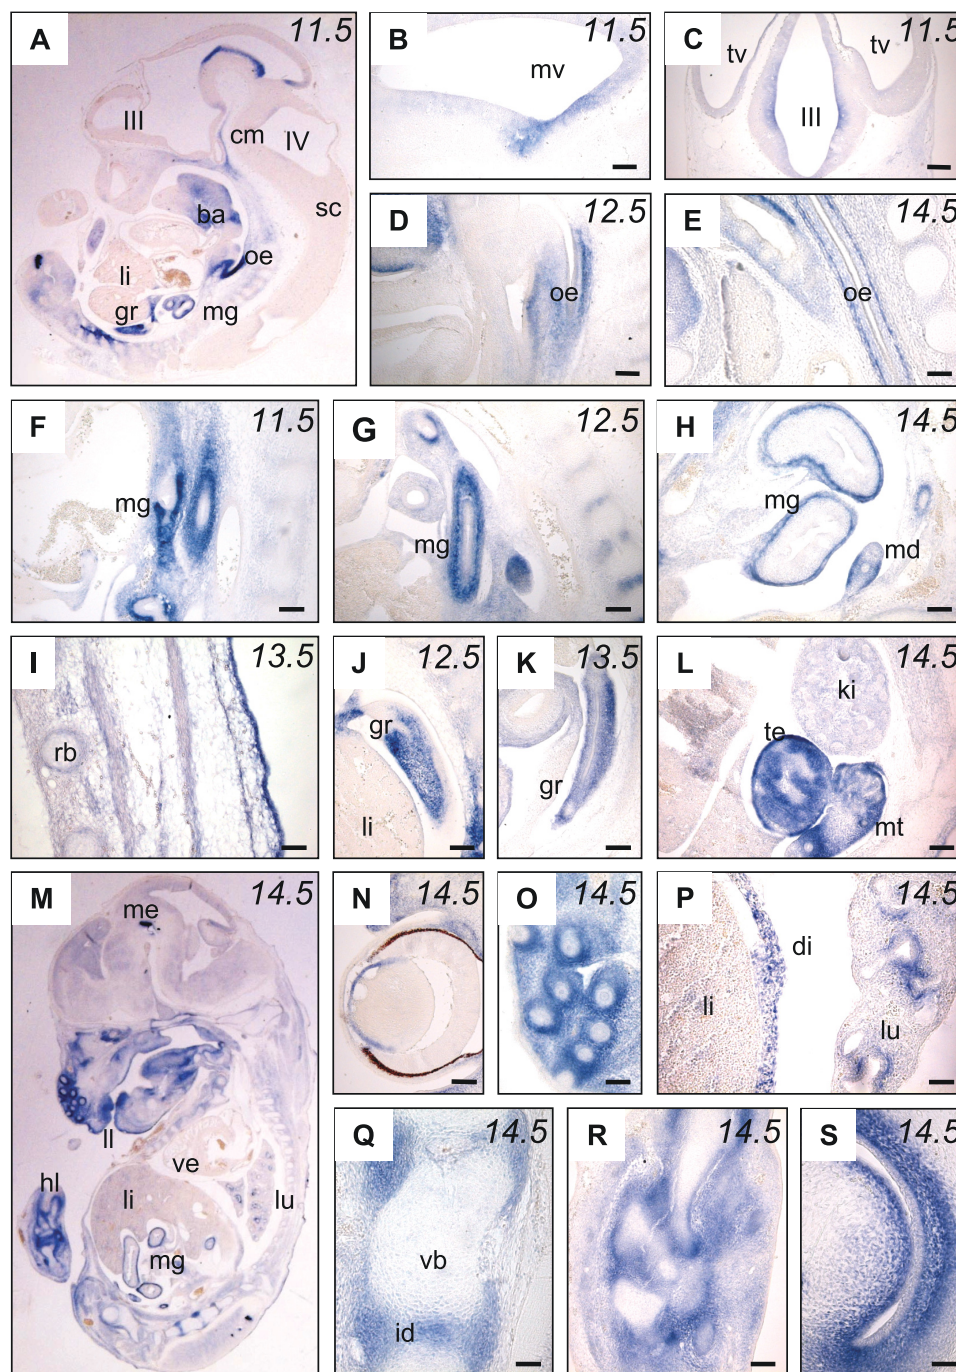 A 11.5
III
cm
IV
sc
ba
oe
li
gr
mg
B 11.5
mv
C 11.5
tv
tv
III
D 12.5
oe
E 14.5
oe
F 11.5
mg
G 12.5
mg
H 14.5
mg
md
I 13.5
rb
J 12.5
gr
li
K 13.5
gr
L 14.5
ki
te
mt
M 14.5
me
ll
ve
hl
li
lu
mg
N 14.5
O 14.5
P 14.5
di
li
lu
Q 14.5
vb
id
R 14.5
S 14.5